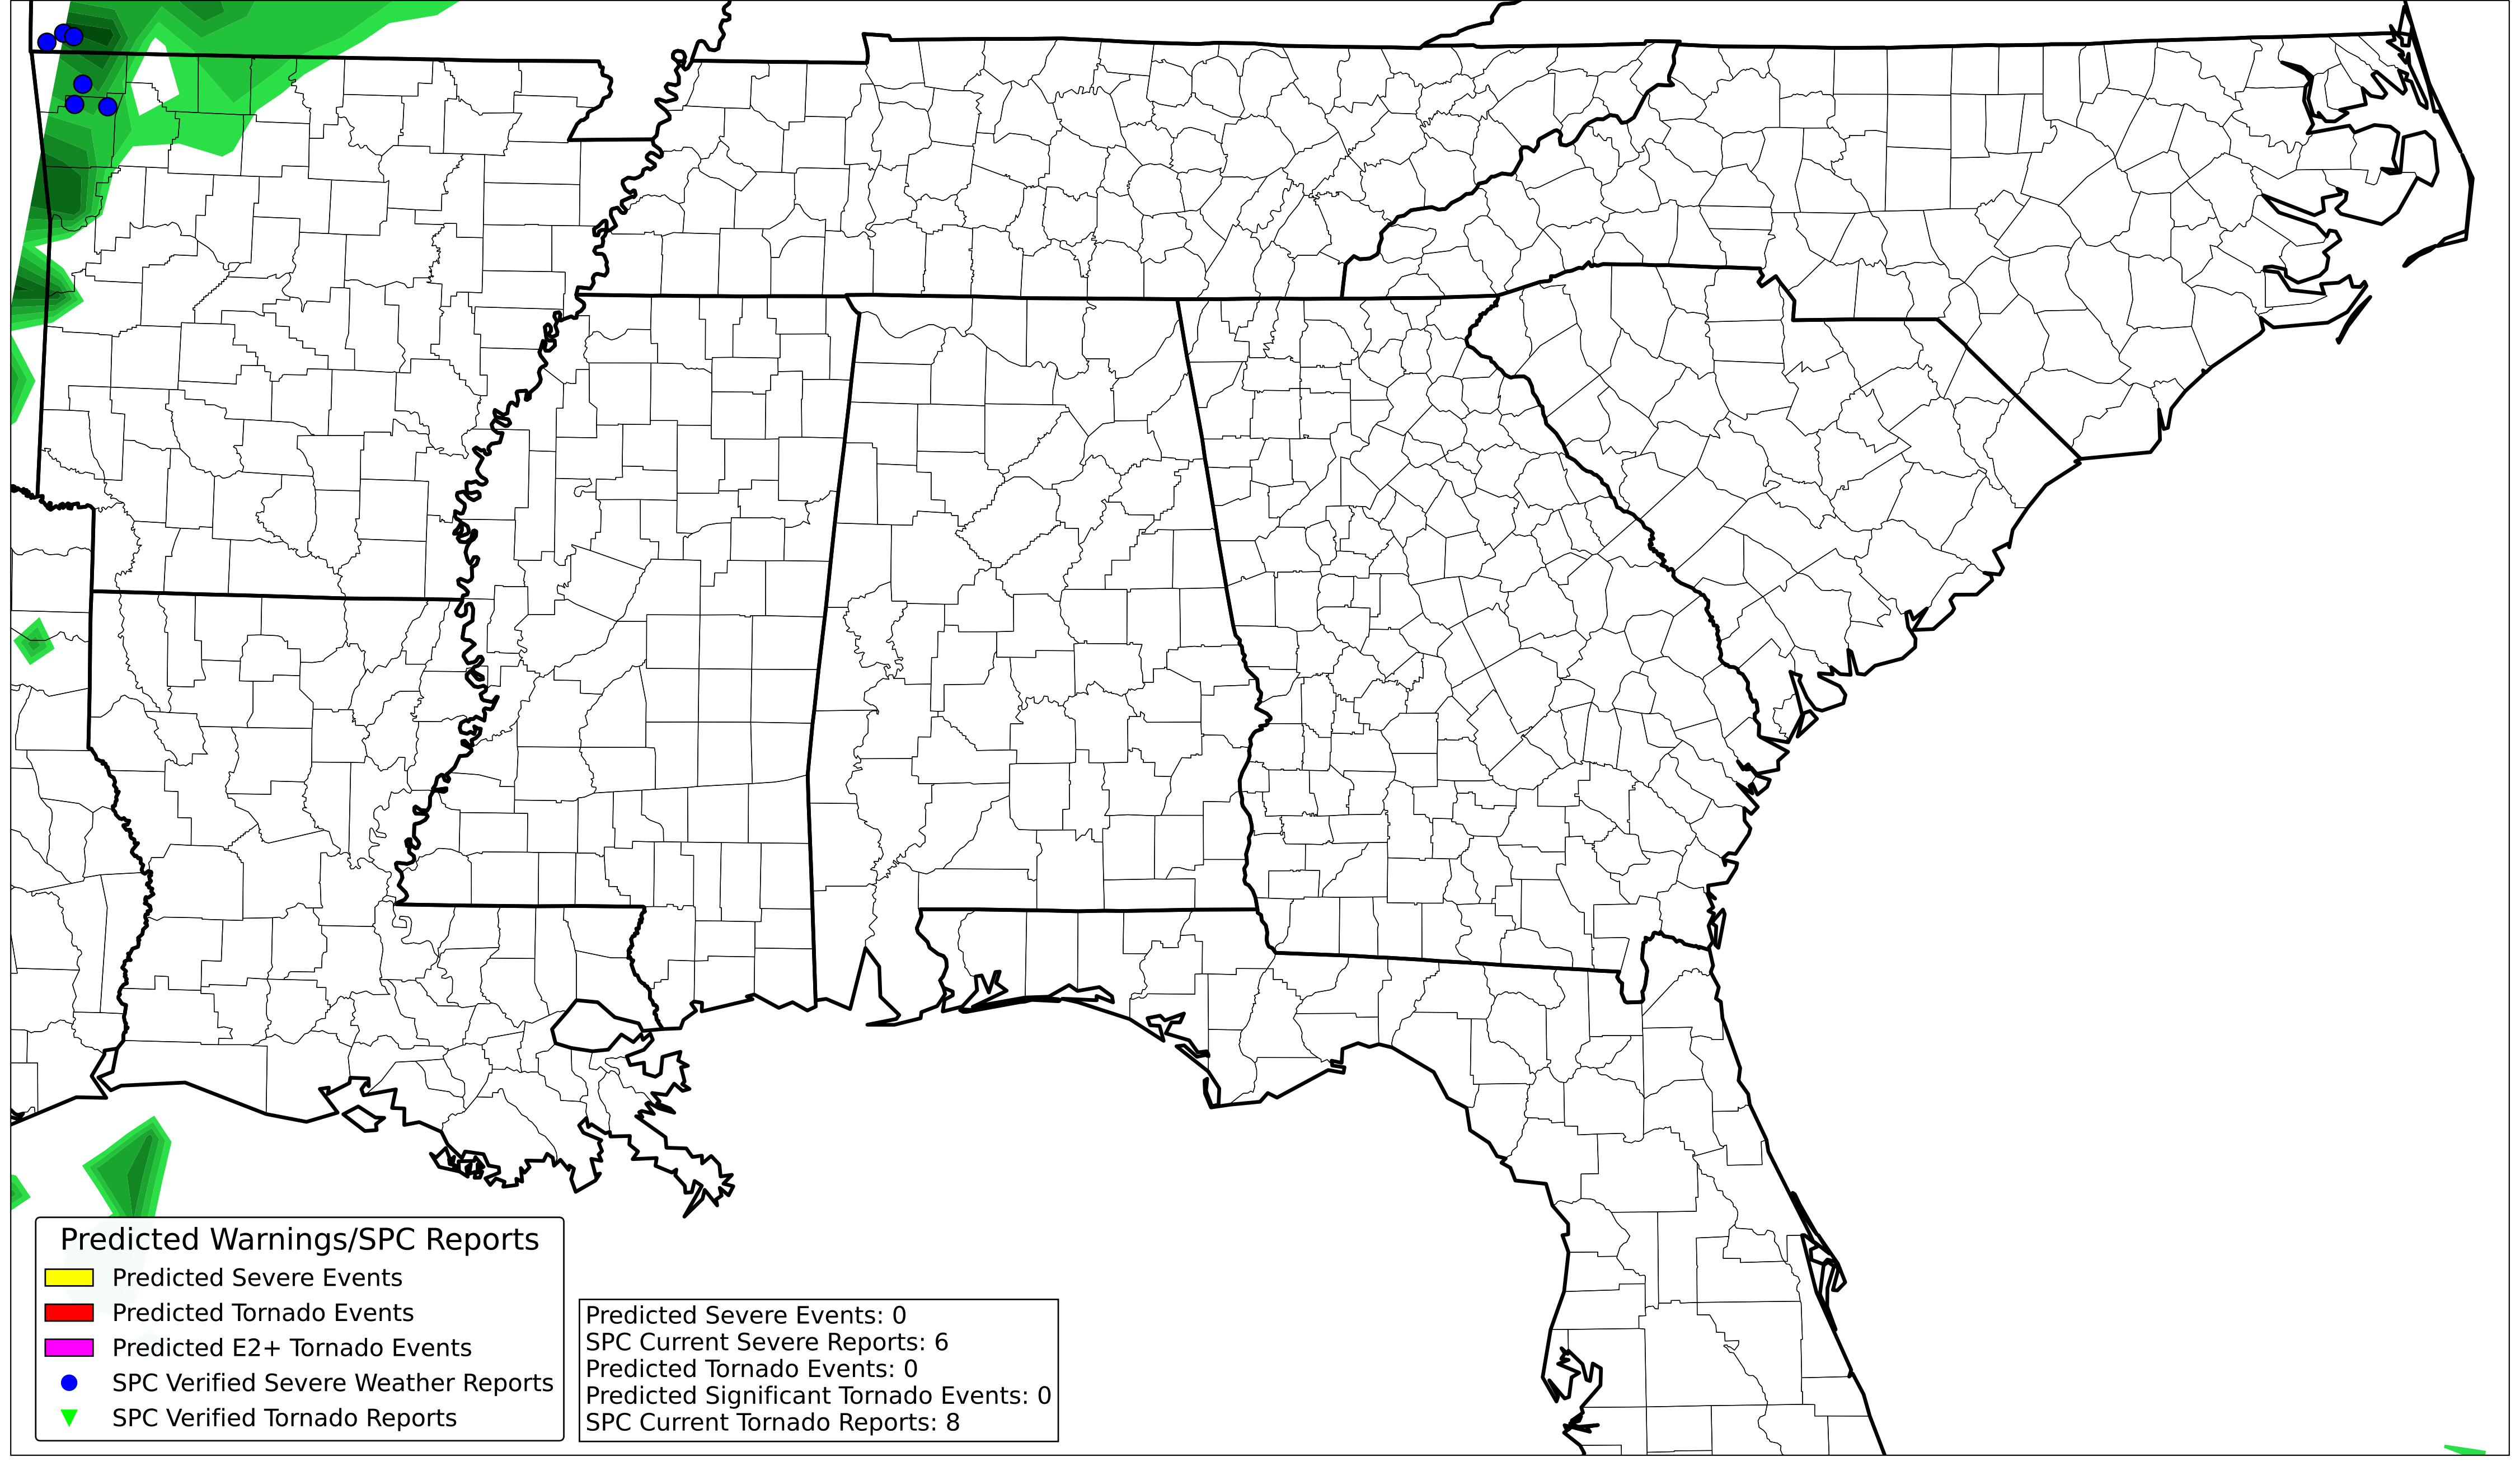 Predicted Warnings/SPC Reports
Predicted Severe Events
Predicted Tornado Events
Predicted E2+ Tornado Events
SPC Verified Severe Weather Reports
SPC Verified Tornado Reports
Predicted Severe Events: 0
SPC Current Severe Reports: 6
Predicted Tornado Events: 0
Predicted Significant Tornado Events: 0
SPC Current Tornado Reports: 8